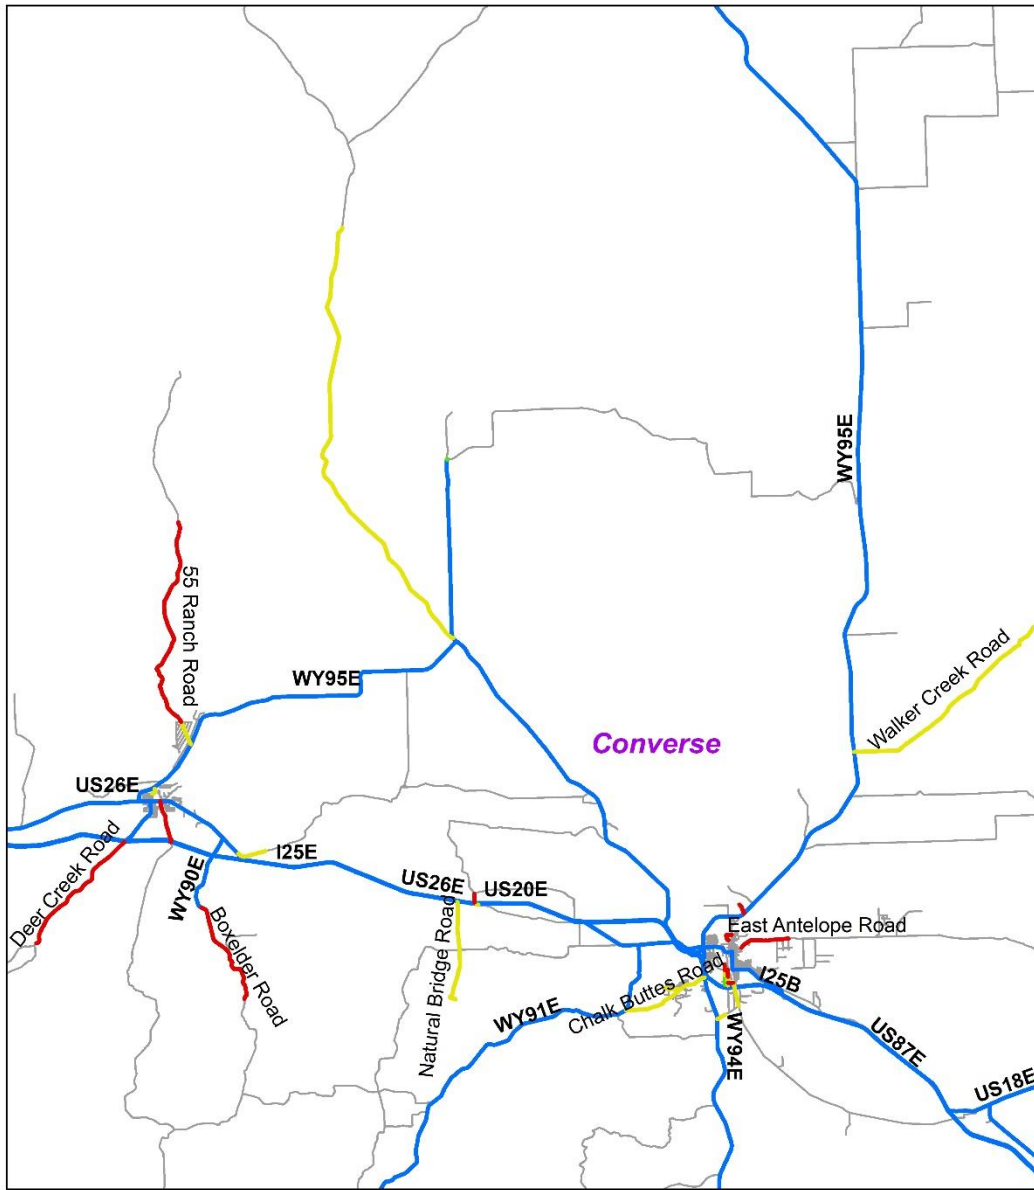 WY95E
55 Ranch Road
Walker Creek Road
WY95E
Converse
US26E
I25E
Deer Creek Road
WY90E
US26E
US20E
Boxelder Road
Natural Bridge Road
East Antelope Road
Chalk Buttes Road
I25B
WY91E
WY94E
US87E
US18E